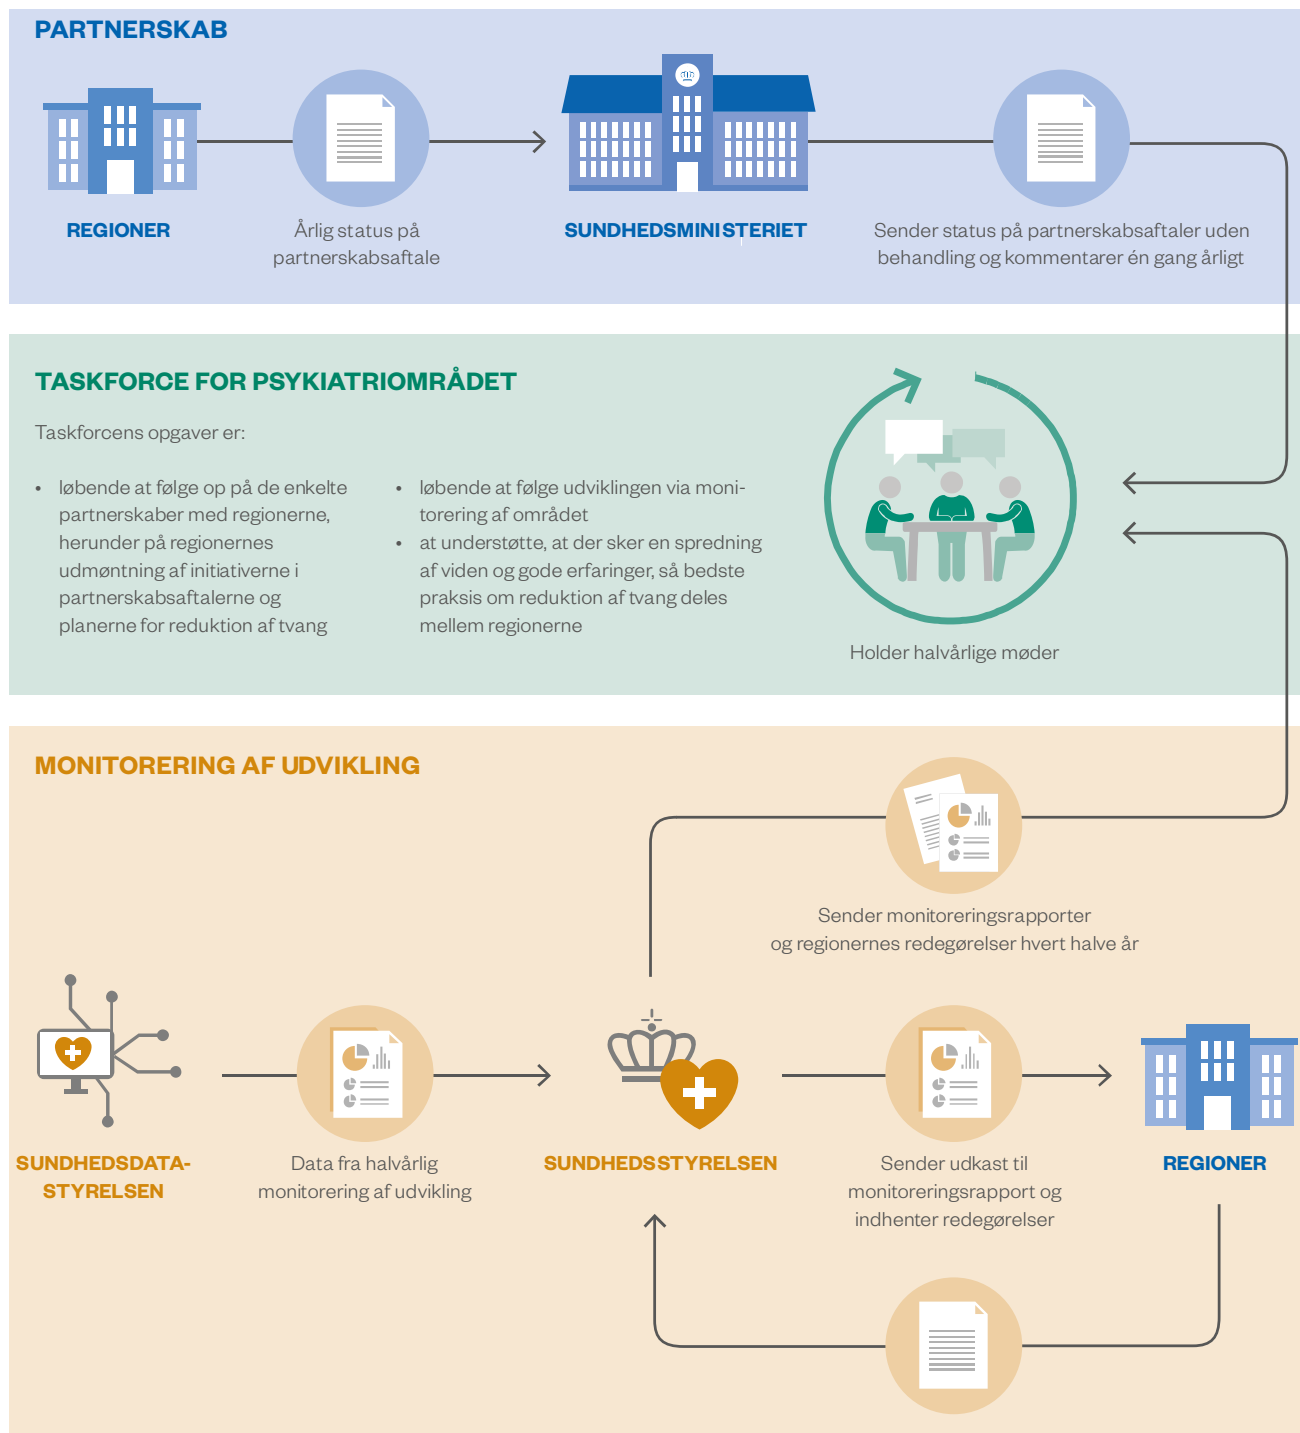 PARTNERSKAB
REGIONER
Årlig status på
partnerskabsaftale
SUNDHEDSMINISTERIET
Sender status på partnerskabsaftaler uden
behandling og kommentarer én gang årligt
TASKFORCE FOR PSYKIATRIOMRÅDET
Taskforcens opgaver er:
• løbende at følge op på de enkelte
partnerskaber med regionerne,
herunder på regionernes
udmøntning af initiativerne i
partnerskabsaftalerne og
planerne for reduktion af tvang
• løbende at følge udviklingen via moni-
torering af området
• at understøtte, at der sker en spredning
af viden og gode erfaringer, så bedste
praksis om reduktion af tvang deles
mellem regionerne
Holder halvårlige møder
MONITORERING AF UDVIKLING
Sender monitoreringsrapporter
og regionernes redegørelser hvert halve år
SUNDHEDSDATA-
STYRELSEN
Data fra halvårlig
monitorering af udvikling
SUNDHEDSSTYRELSEN
Sender udkast til
monitoreringsrapport og
indhenter redegørelser
REGIONER